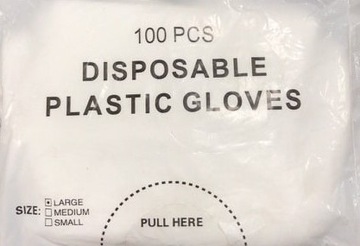 100 PCS
DISPOSABLE
PLASTIC GLOVES
SIZE:
LARGE
MEDIUM
SMALL
PULL HERE